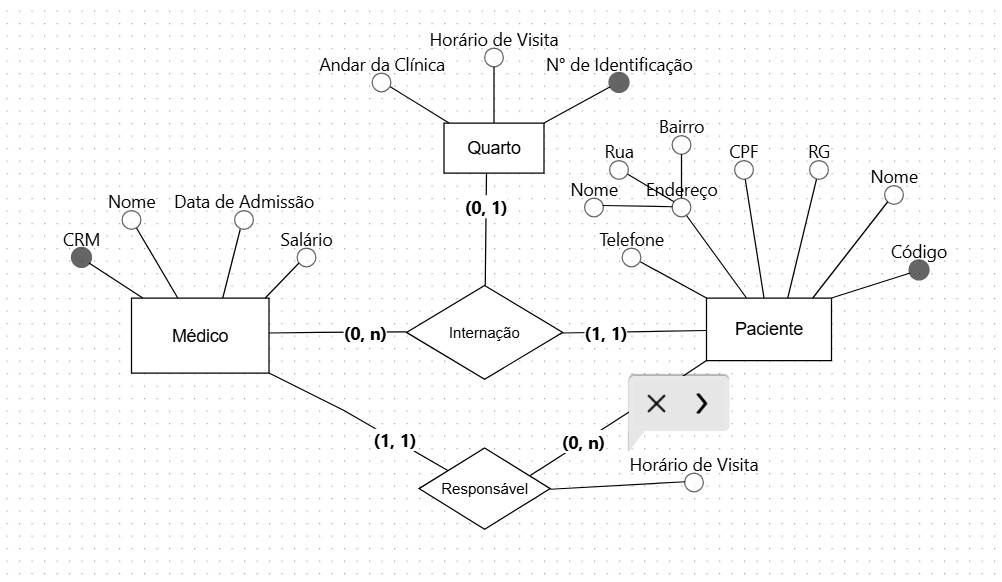 Horário de Visita
Andar da Clínica
N° de Identificação
Quarto
(0, 1)
Bairro
Rua
CPF
RG
Nome
Endereço
Nome
Telefone
Código
Nome
Data de Admissão
CRM
Salário
Médico
(0, n)
Internação
(1, 1)
Paciente
(1, 1)
(0, n)
Responsável
Horário de Visita